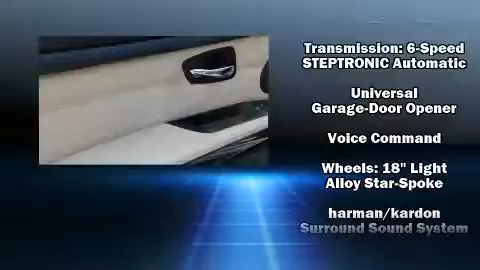 Transmission: 6-Speed
STEPTRONIC Automatic
Universal
Garage-Door Opener
Voice Command
Wheels: 18" Light
Alloy Star-Spoke
harman/kardon
Surround Sound System